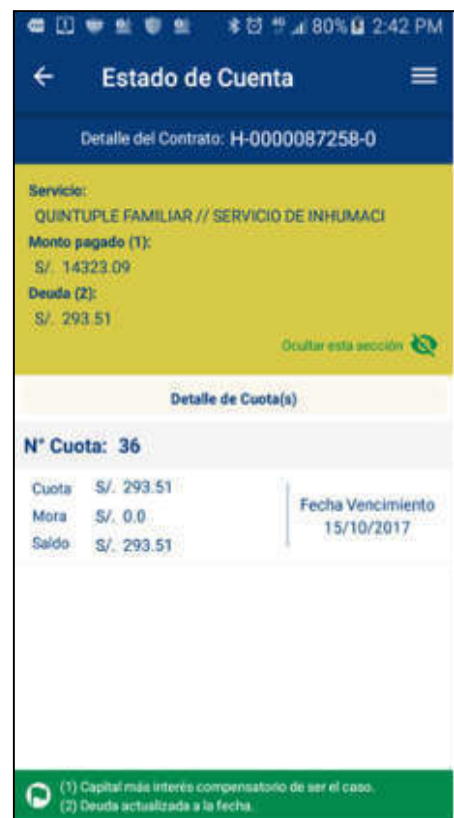 80% 2:42 PM
Estado de Cuenta
Detalle del Contrato: H-0000087258-0
Servicio:
QUINTUPLE FAMILIAR // SERVICIO DE INHUMACI
Monto pagado (1):
S/. 14323.09
Deuda (2):
S/. 293.51
Ocultar esta sección
Detalle de Cuota(s)
N° Cuota: 36
Cuota S/. 293.51
Mora S/. 0.0
Saldo S/. 293.51
Fecha Vencimiento
15/10/2017
(1) Capital más interés compensatorio de ser el caso.
(2) Deuda actualizada a la fecha.